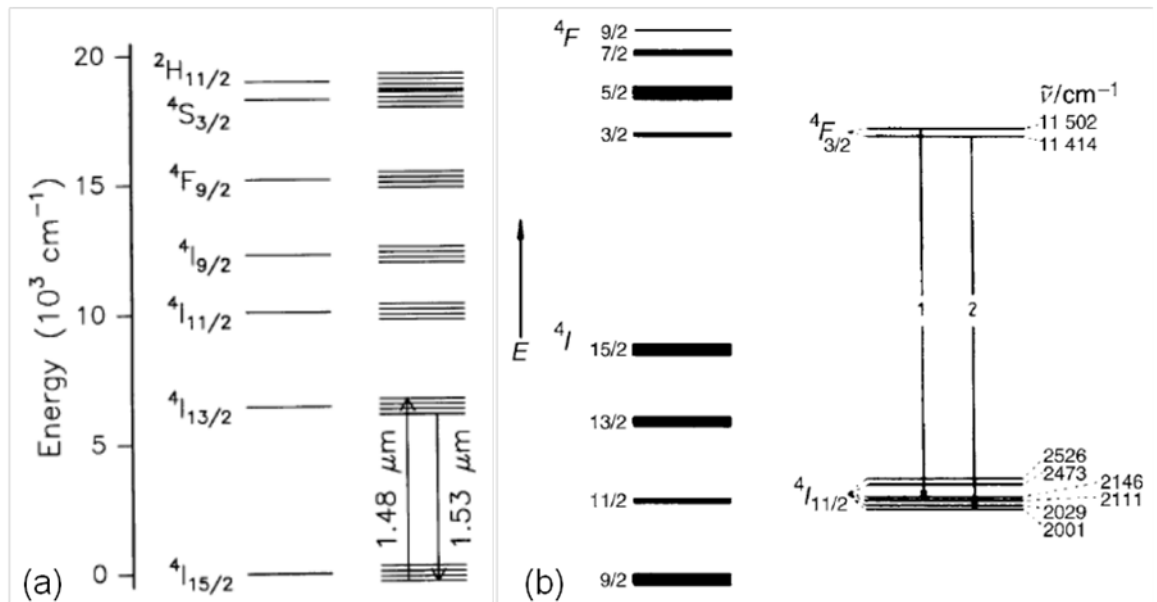 20
15
10
5
0
Energy (10³ cm⁻¹)
²H₁₁/₂
⁴S₃/₂
⁴F₉/₂
⁴I₉/₂
⁴I₁₁/₂
⁴I₁₃/₂
⁴I₁₅/₂
1.48 μm
1.53 μm
(a)
⁴F 9/2
7/2
5/2
3/2
E
⁴I 15/2
13/2
11/2
9/2
ν̃/cm⁻¹
⁴F₃/₂
11 502
11 414
1
2
⁴I₁₁/₂
2526
2473
2146
2111
2029
2001
(b)